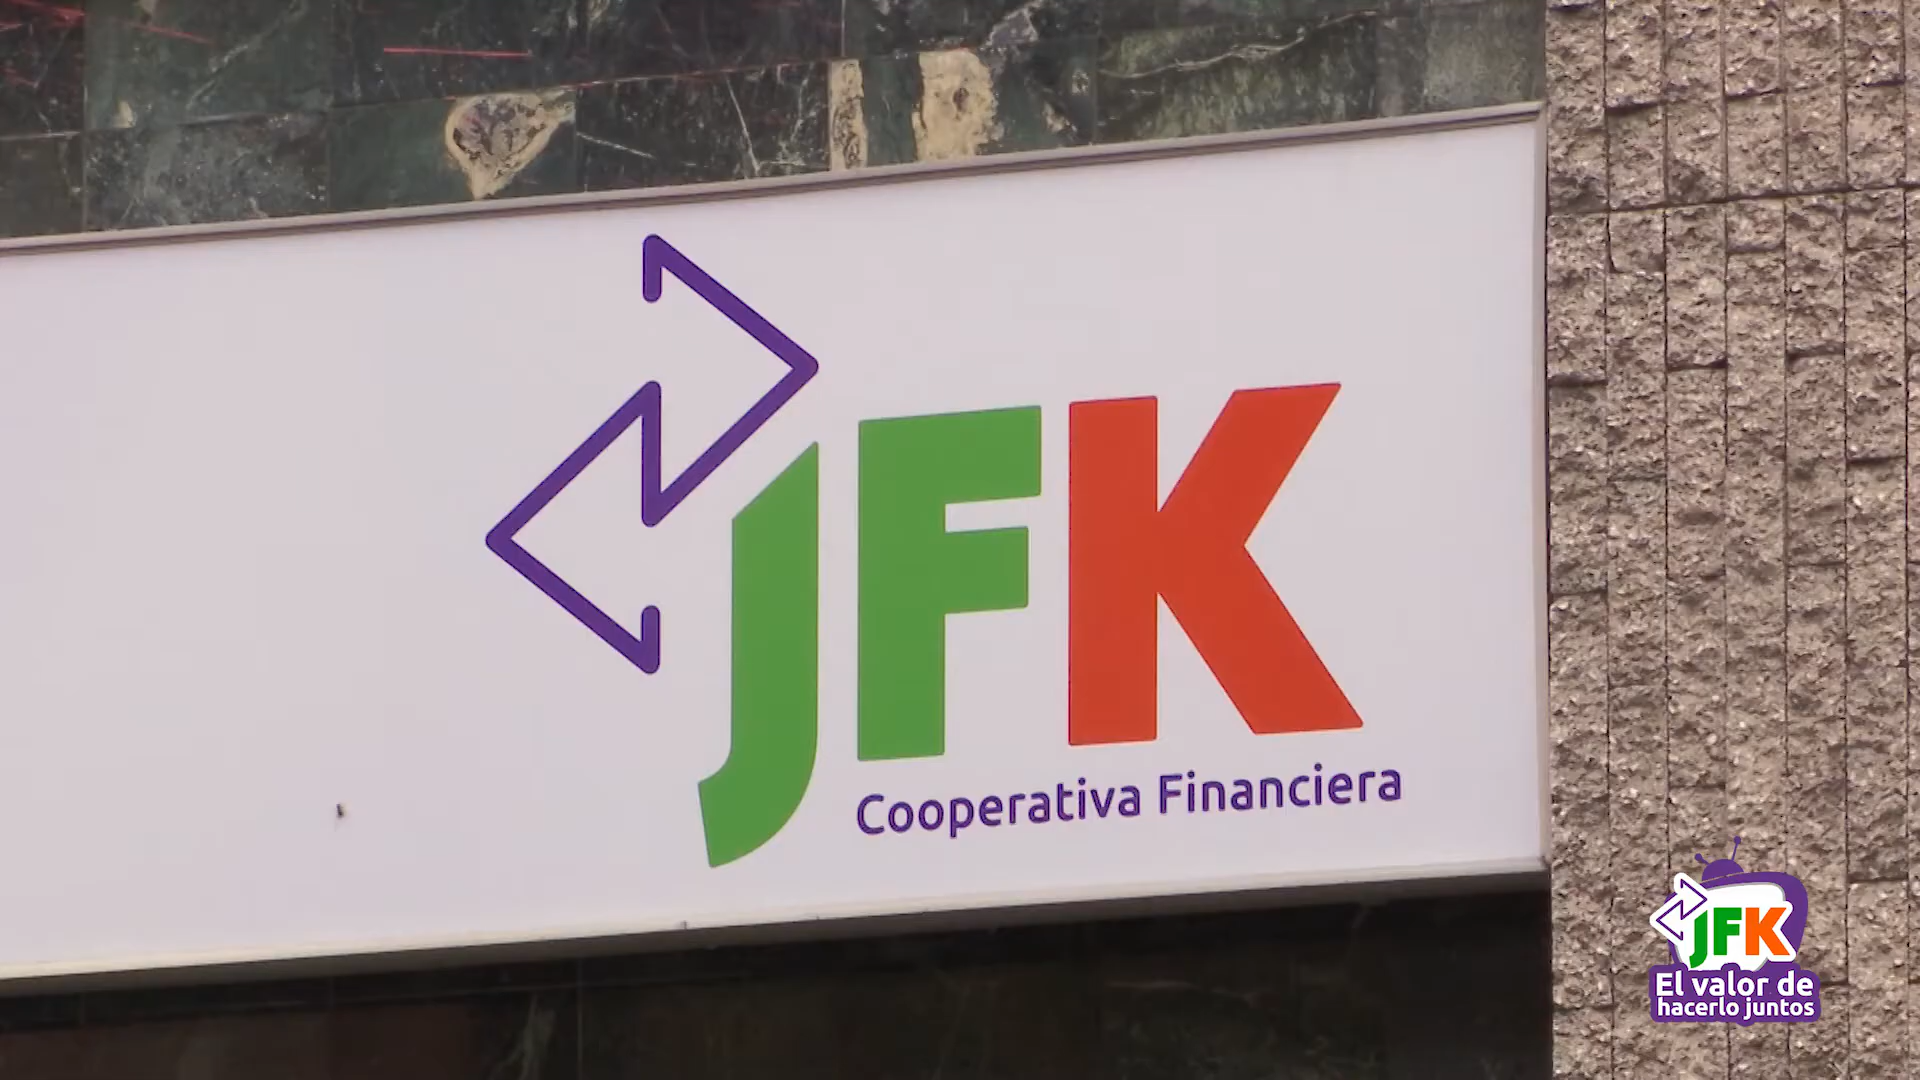 JFK
Cooperativa Financiera
JFK
El valor de
hacerlo juntos